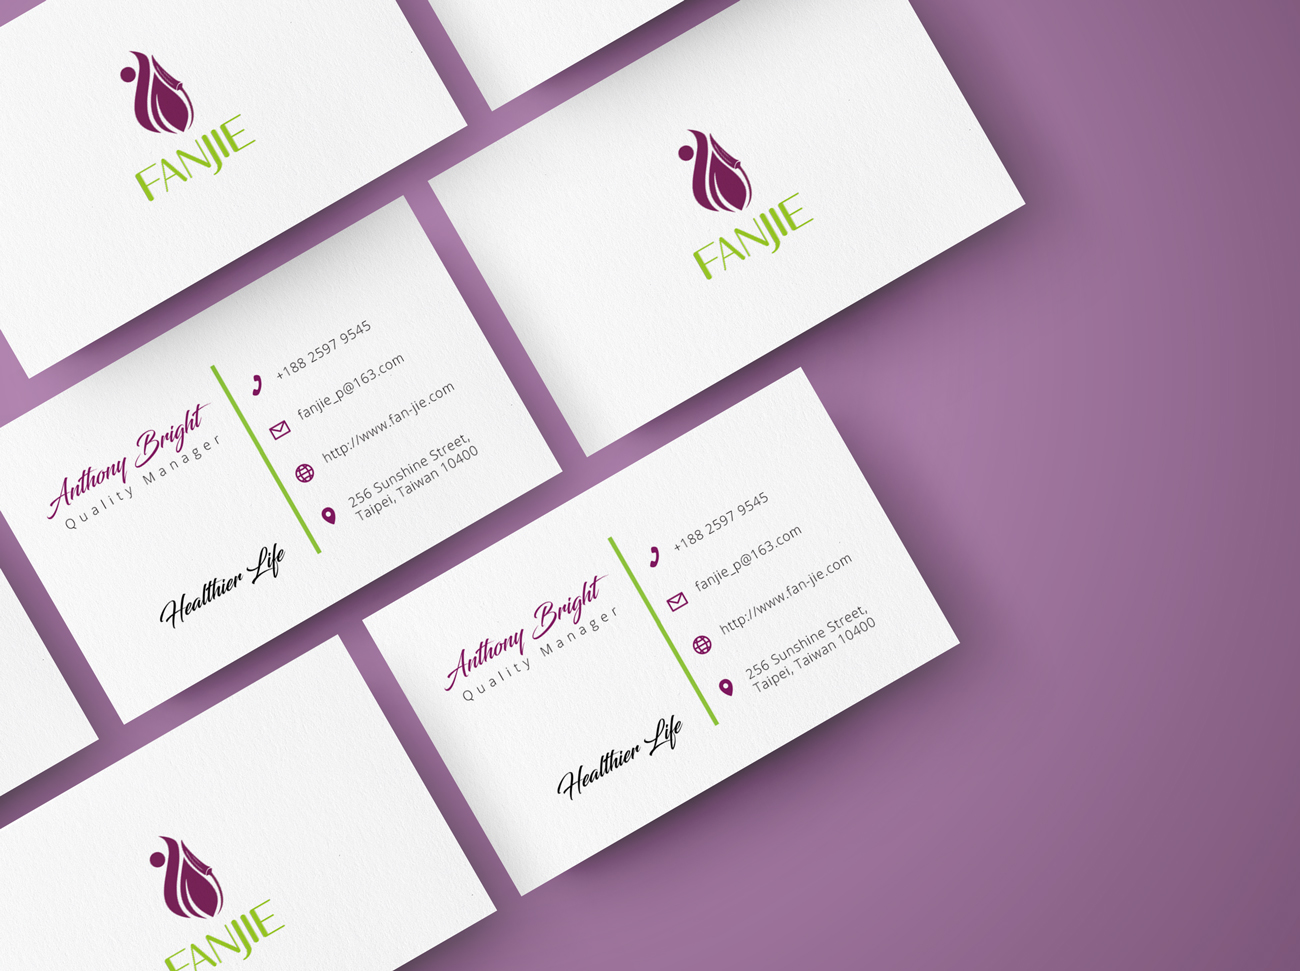 FANJIE
FANJIE
Anthony Bright
Quality Manager
Healthier Life
+188 2597 9545
fanjie_p@163.com
http://www.fan-jie.com
256 Sunshine Street,
Taipei, Taiwan 10400
Anthony Bright
Quality Manager
Healthier Life
+188 2597 9545
fanjie_p@163.com
http://www.fan-jie.com
256 Sunshine Street,
Taipei, Taiwan 10400
FANJIE